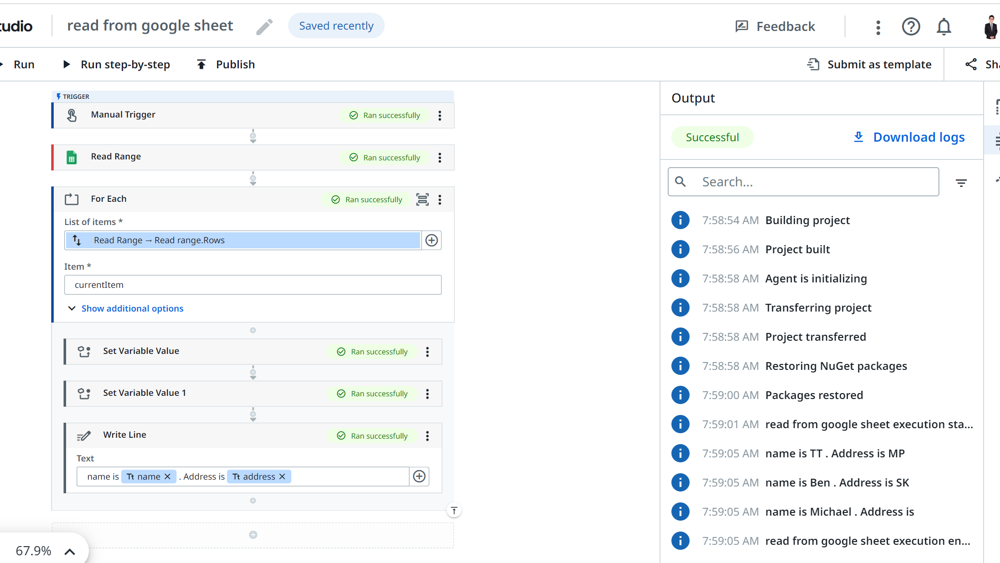 tudio
read from google sheet
Saved recently
Feedback
Run
Run step-by-step
Publish
Submit as template
Sha
TRIGGER
Manual Trigger
Ran successfully
Read Range
Ran successfully
For Each
Ran successfully
List of items *
Read Range → Read range.Rows
Item *
currentItem
Show additional options
Set Variable Value
Ran successfully
Set Variable Value 1
Ran successfully
Write Line
Ran successfully
Text
name is Tt name × . Address is Tt address ×
67.9%
Output
Successful
Download logs
Search...
7:58:54 AM Building project
7:58:56 AM Project built
7:58:58 AM Agent is initializing
7:58:58 AM Transferring project
7:58:58 AM Project transferred
7:58:58 AM Restoring NuGet packages
7:59:00 AM Packages restored
7:59:01 AM read from google sheet execution sta...
7:59:05 AM name is TT . Address is MP
7:59:05 AM name is Ben . Address is SK
7:59:05 AM name is Michael . Address is
7:59:05 AM read from google sheet execution en...